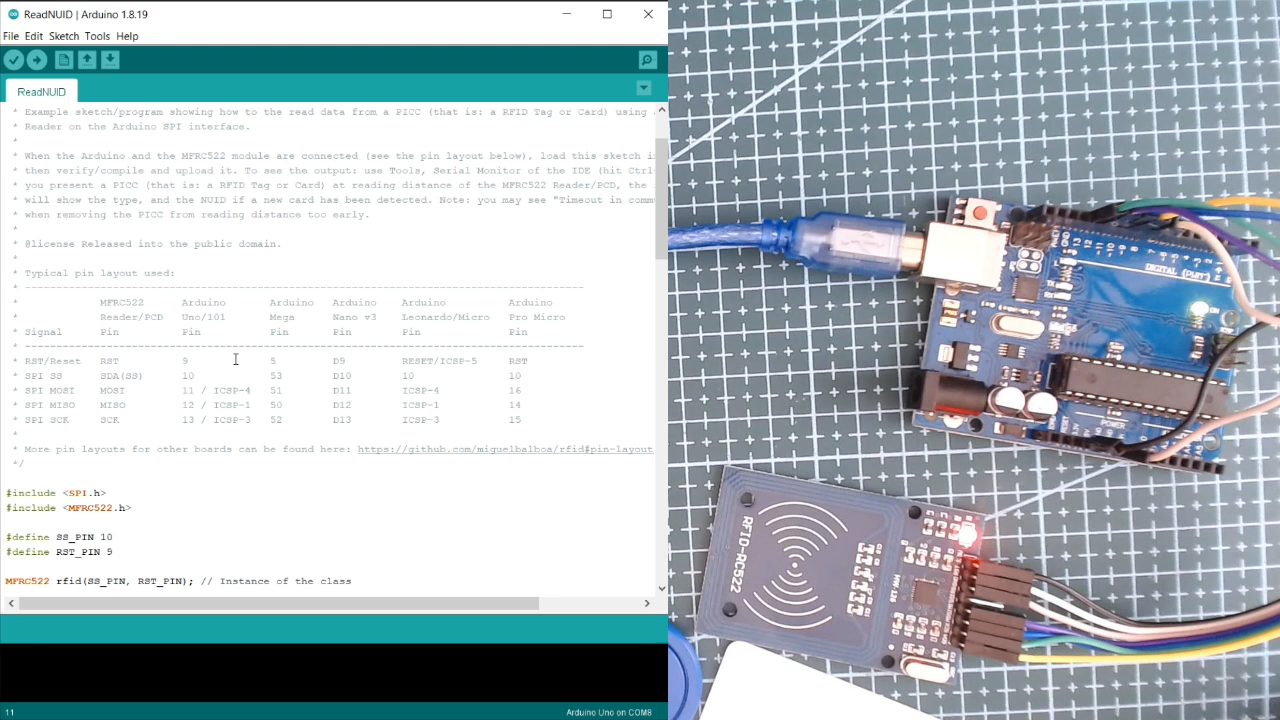 ReadNUID | Arduino 1.8.19
File Edit Sketch Tools Help
ReadNUID
* Example sketch/program showing how to the read data from a PICC (that is: a RFID Tag or Card) using
* Reader on the Arduino SPI interface.
*
* When the Arduino and the MFRC522 module are connected (see the pin layout below), load this sketch
* then verify/compile and upload it. To see the output: use Tools, Serial Monitor of the IDE (hit
* you present a PICC (that is: a RFID Tag or Card) at reading distance of the MFRC522 Reader/PCD, the
* will show the type, and the NUID if a new card has been detected. Note: you may see "Timeout in
* when removing the PICC from reading distance too early.
*
* @license Released into the public domain.
*
* Typical pin layout used:
* -----------------------------------------------------------------------------------------
* MFRC522 Arduino Arduino Arduino Arduino Arduino
* Reader/PCD Uno/101 Mega Nano v3 Leonardo/Micro Pro Micro
* Signal Pin Pin Pin Pin Pin Pin
* -----------------------------------------------------------------------------------------
* RST/Reset RST 9 5 D9 RESET/ICSP-5 RST
* SPI SS SDA(SS) 10 53 D10 10 10
* SPI MOSI MOSI 11 / ICSP-4 51 D11 ICSP-4 16
* SPI MISO MISO 12 / ICSP-1 50 D12 ICSP-1 14
* SPI SCK SCK 13 / ICSP-3 52 D13 ICSP-3 15
*
* More pin layouts for other boards can be found here: https://github.com/miguelbalboa/rfid#pin-layout
*/
#include <SPI.h>
#include <MFRC522.h>
#define SS_PIN 10
#define RST_PIN 9
MFRC522 rfid(SS_PIN, RST_PIN); // Instance of the class
11
Arduino Uno on COM8
DIGITAL (PWM~)
ON
POWER
RFID-RC522